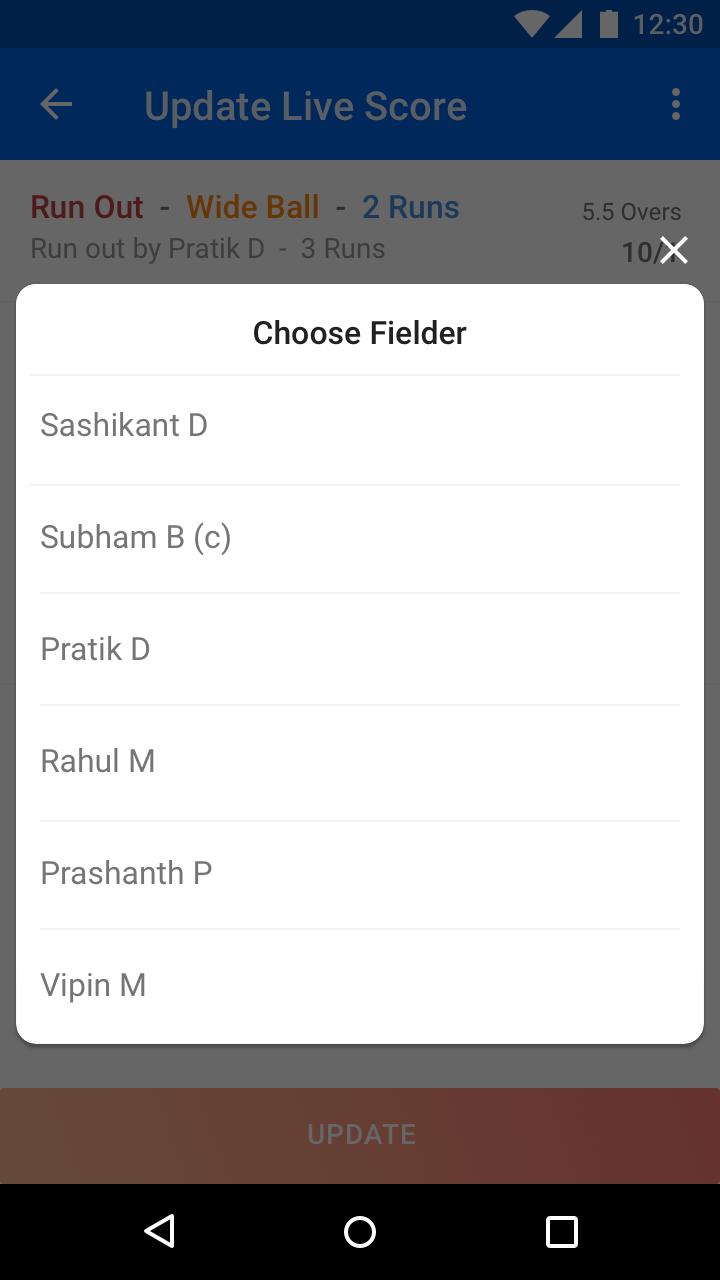 12:30
Update Live Score
Run Out - Wide Ball - 2 Runs
5.5 Overs
Run out by Pratik D - 3 Runs
10/
Choose Fielder
Sashikant D
Subham B (c)
Pratik D
Rahul M
Prashanth P
Vipin M
UPDATE